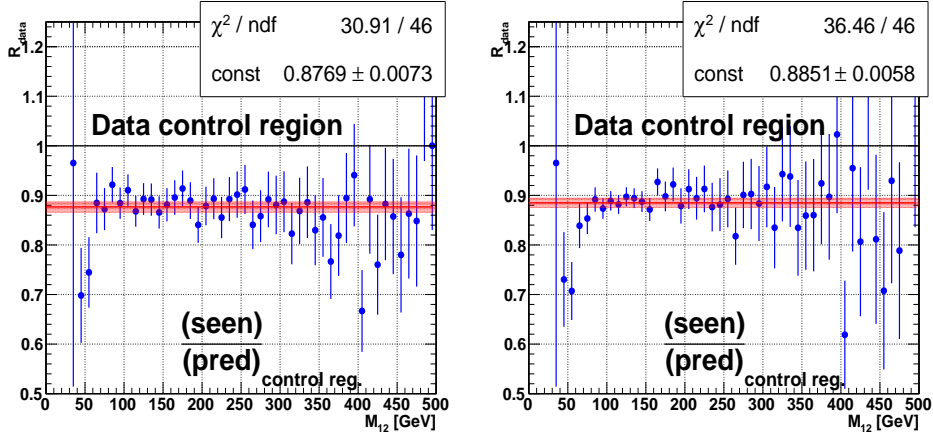 χ² / ndf 30.91 / 46
const 0.8769 ± 0.0073
R_data
1.2
1.1
1
0.9
0.8
0.7
0.6
0.5
Data control region
(seen)
(pred) control reg.
0 50 100 150 200 250 300 350 400 450 500
M₁₂ [GeV]
χ² / ndf 36.46 / 46
const 0.8851 ± 0.0058
R_data
1.2
1.1
1
0.9
0.8
0.7
0.6
0.5
Data control region
(seen)
(pred) control reg.
0 50 100 150 200 250 300 350 400 450 500
M₁₂ [GeV]